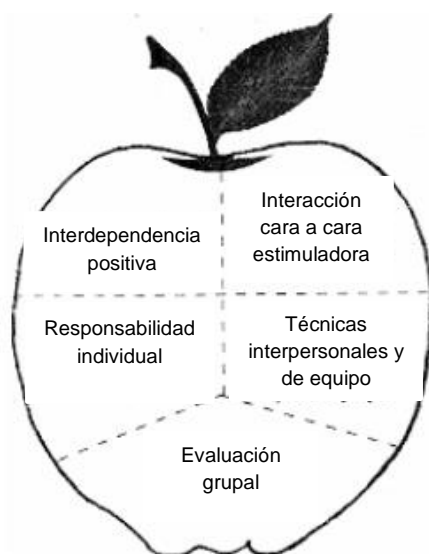 Interdependencia
positiva
Interacción
cara a cara
estimuladora
Responsabilidad
individual
Técnicas
interpersonales y
de equipo
Evaluación
grupal